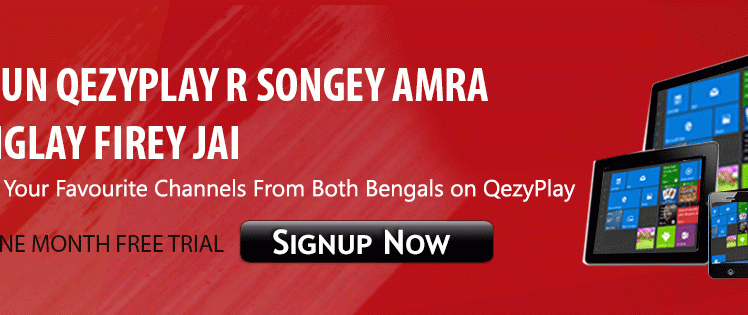 UN QEZYPLAY R SONGEY AMRA
NGLAY FIREY JAI
Your Favourite Channels From Both Bengals on QezyPlay
NE MONTH FREE TRIAL SIGNUP NOW